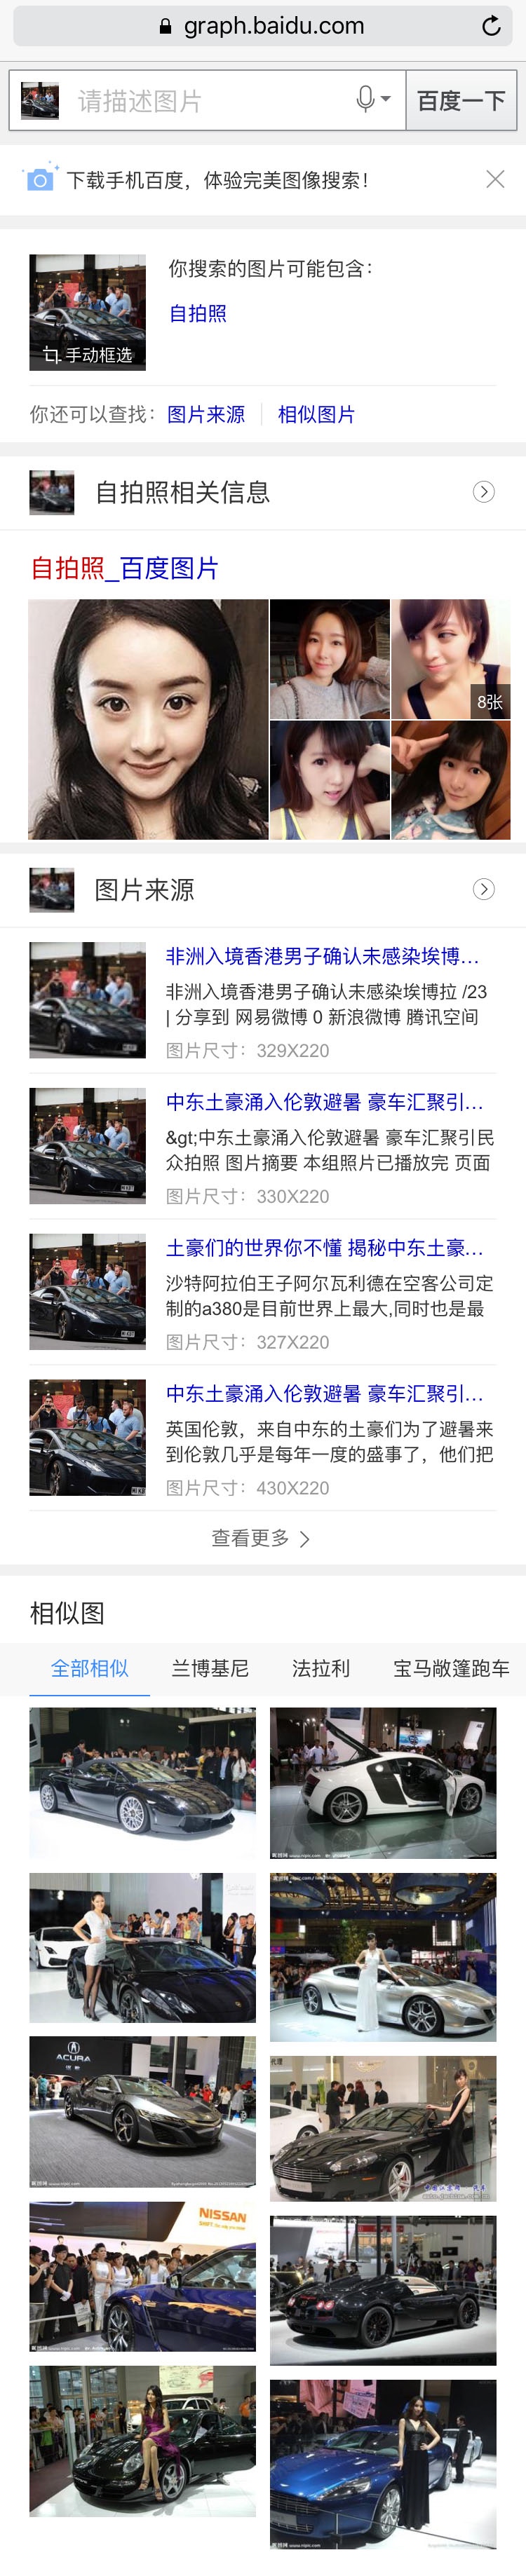 graph.baidu.com
请描述图片
百度一下
下载手机百度，体验完美图像搜索！
你搜索的图片可能包含：
自拍照
手动框选
你还可以查找：图片来源 相似图片
自拍照相关信息
自拍照_百度图片
8张
图片来源
非洲入境香港男子确认未感染埃博...
非洲入境香港男子确认未感染埃博拉 /23
| 分享到 网易微博 0 新浪微博 腾讯空间
图片尺寸：329X220
中东土豪涌入伦敦避暑 豪车汇聚引...
&gt;中东土豪涌入伦敦避暑 豪车汇聚引民
众拍照 图片摘要 本组照片已播放完 页面
图片尺寸：330X220
土豪们的世界你不懂 揭秘中东土豪...
沙特阿拉伯王子阿尔瓦利德在空客公司定
制的a380是目前世界上最大,同时也是最
图片尺寸：327X220
中东土豪涌入伦敦避暑 豪车汇聚引...
英国伦敦，来自中东的土豪们为了避暑来
到伦敦几乎是每年一度的盛事了，他们把
图片尺寸：430X220
查看更多
相似图
全部相似 兰博基尼 法拉利 宝马敞篷跑车
ACURA
NISSAN